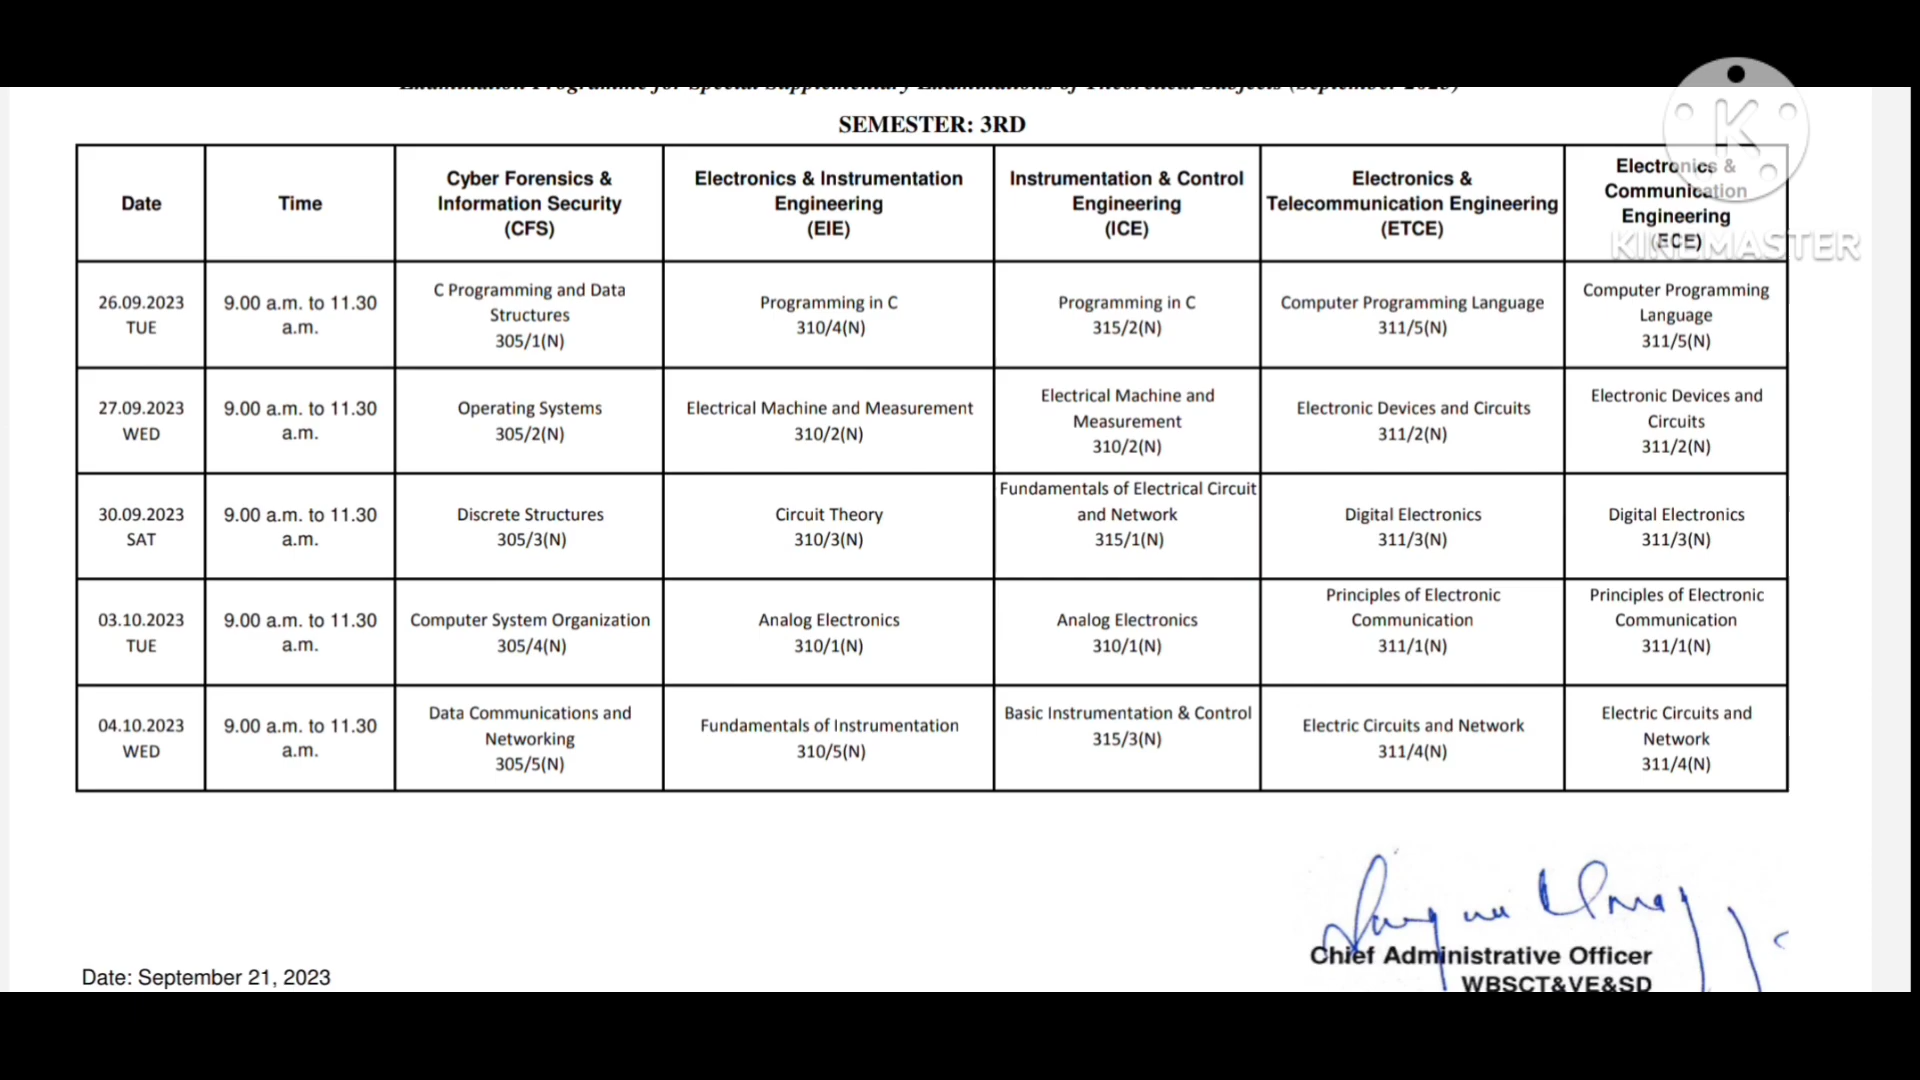 Examination Programme for Special Supplementary Examinations of Theoretical Subjects (September 2023)
SEMESTER: 3RD
Date
Time
Cyber Forensics &
Information Security
(CFS)
Electronics & Instrumentation
Engineering
(EIE)
Instrumentation & Control
Engineering
(ICE)
Electronics &
Telecommunication Engineering
(ETCE)
Electronics &
Communication
Engineering
(ECE)
K
KINEMASTER
26.09.2023
TUE
9.00 a.m. to 11.30
a.m.
C Programming and Data
Structures
305/1(N)
Programming in C
310/4(N)
Programming in C
315/2(N)
Computer Programming Language
311/5(N)
Computer Programming
Language
311/5(N)
27.09.2023
WED
9.00 a.m. to 11.30
a.m.
Operating Systems
305/2(N)
Electrical Machine and Measurement
310/2(N)
Electrical Machine and
Measurement
310/2(N)
Electronic Devices and Circuits
311/2(N)
Electronic Devices and
Circuits
311/2(N)
30.09.2023
SAT
9.00 a.m. to 11.30
a.m.
Discrete Structures
305/3(N)
Circuit Theory
310/3(N)
Fundamentals of Electrical Circuit
and Network
315/1(N)
Digital Electronics
311/3(N)
Digital Electronics
311/3(N)
03.10.2023
TUE
9.00 a.m. to 11.30
a.m.
Computer System Organization
305/4(N)
Analog Electronics
310/1(N)
Analog Electronics
310/1(N)
Principles of Electronic
Communication
311/1(N)
Principles of Electronic
Communication
311/1(N)
04.10.2023
WED
9.00 a.m. to 11.30
a.m.
Data Communications and
Networking
305/5(N)
Fundamentals of Instrumentation
310/5(N)
Basic Instrumentation & Control
315/3(N)
Electric Circuits and Network
311/4(N)
Electric Circuits and
Network
311/4(N)
Chief Administrative Officer
WBSCT&VE&SD
Date: September 21, 2023